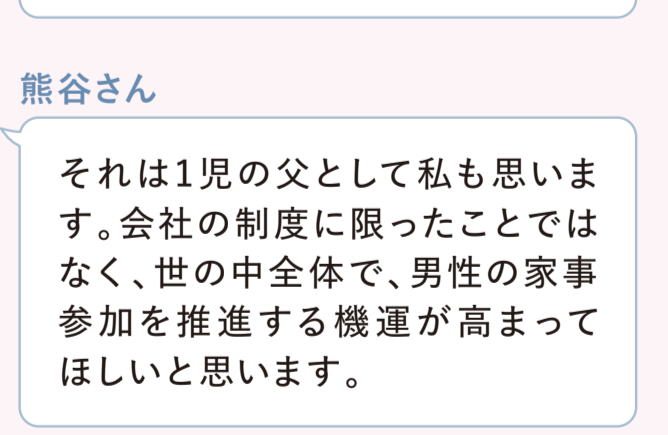 熊谷さん
それは1児の父として私も思いま
す。会社の制度に限ったことでは
なく、世の中全体で、男性の家事
参加を推進する機運が高まって
ほしいと思います。